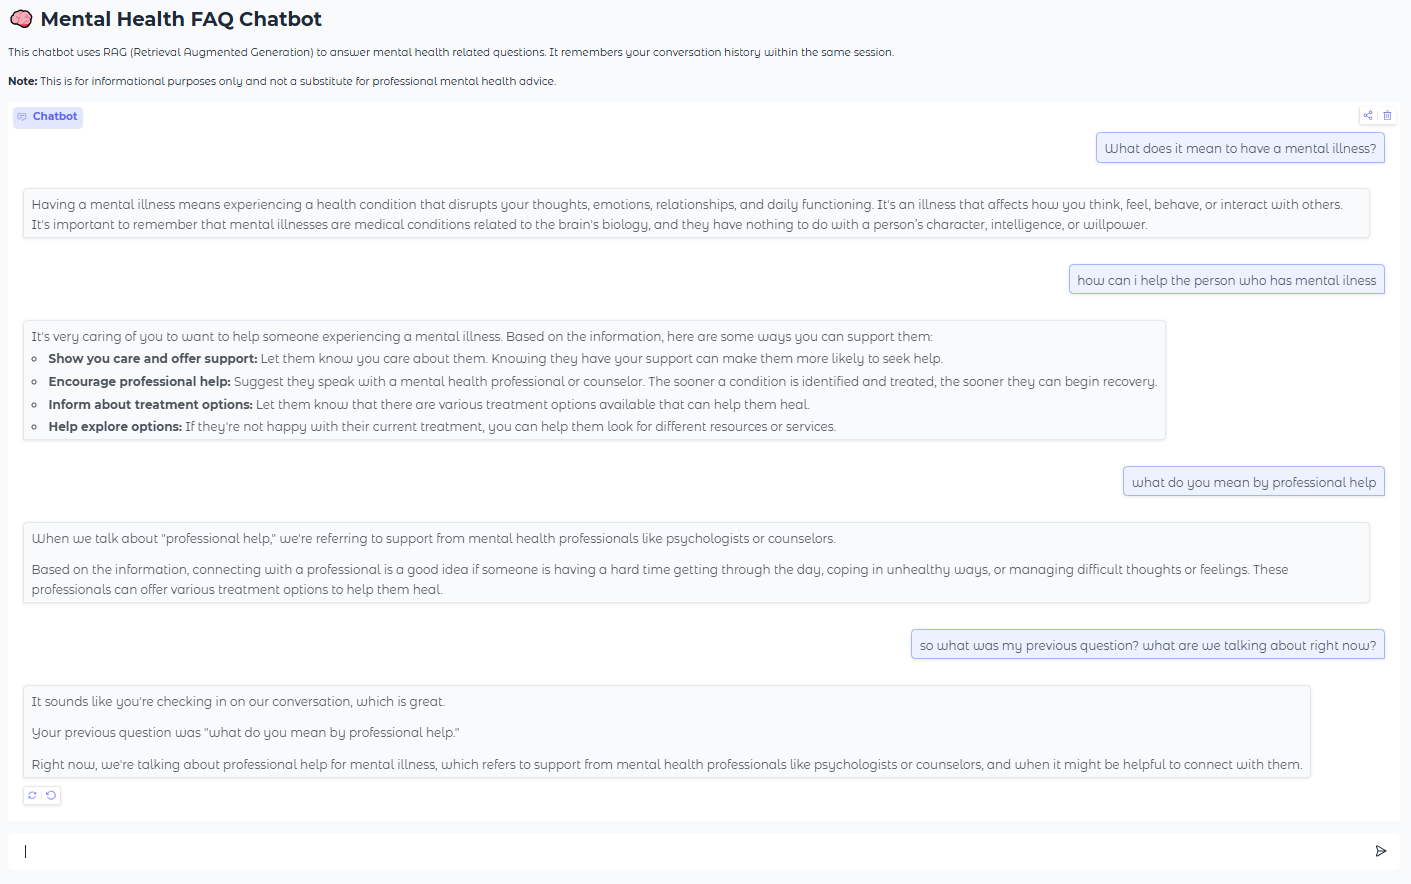 Mental Health FAQ Chatbot
This chatbot uses RAG (Retrieval Augmented Generation) to answer mental health related questions. It remembers your conversation history within the same session.
Note: This is for informational purposes only and not a substitute for professional mental health advice.
Chatbot
What does it mean to have a mental illness?
Having a mental illness means experiencing a health condition that disrupts your thoughts, emotions, relationships, and daily functioning. It's an illness that affects how you think, feel, behave, or interact with others.
It's important to remember that mental illnesses are medical conditions related to the brain's biology, and they have nothing to do with a person's character, intelligence, or willpower.
how can i help the person who has mental ilness
It's very caring of you to want to help someone experiencing a mental illness. Based on the information, here are some ways you can support them:
Show you care and offer support: Let them know you care about them. Knowing they have your support can make them more likely to seek help.
Encourage professional help: Suggest they speak with a mental health professional or counselor. The sooner a condition is identified and treated, the sooner they can begin recovery.
Inform about treatment options: Let them know that there are various treatment options available that can help them heal.
Help explore options: If they're not happy with their current treatment, you can help them look for different resources or services.
what do you mean by professional help
When we talk about "professional help," we're referring to support from mental health professionals like psychologists or counselors.
Based on the information, connecting with a professional is a good idea if someone is having a hard time getting through the day, coping in unhealthy ways, or managing difficult thoughts or feelings. These
professionals can offer various treatment options to help them heal.
so what was my previous question? what are we talking about right now?
It sounds like you're checking in on our conversation, which is great.
Your previous question was "what do you mean by professional help."
Right now, we're talking about professional help for mental illness, which refers to support from mental health professionals like psychologists or counselors, and when it might be helpful to connect with them.